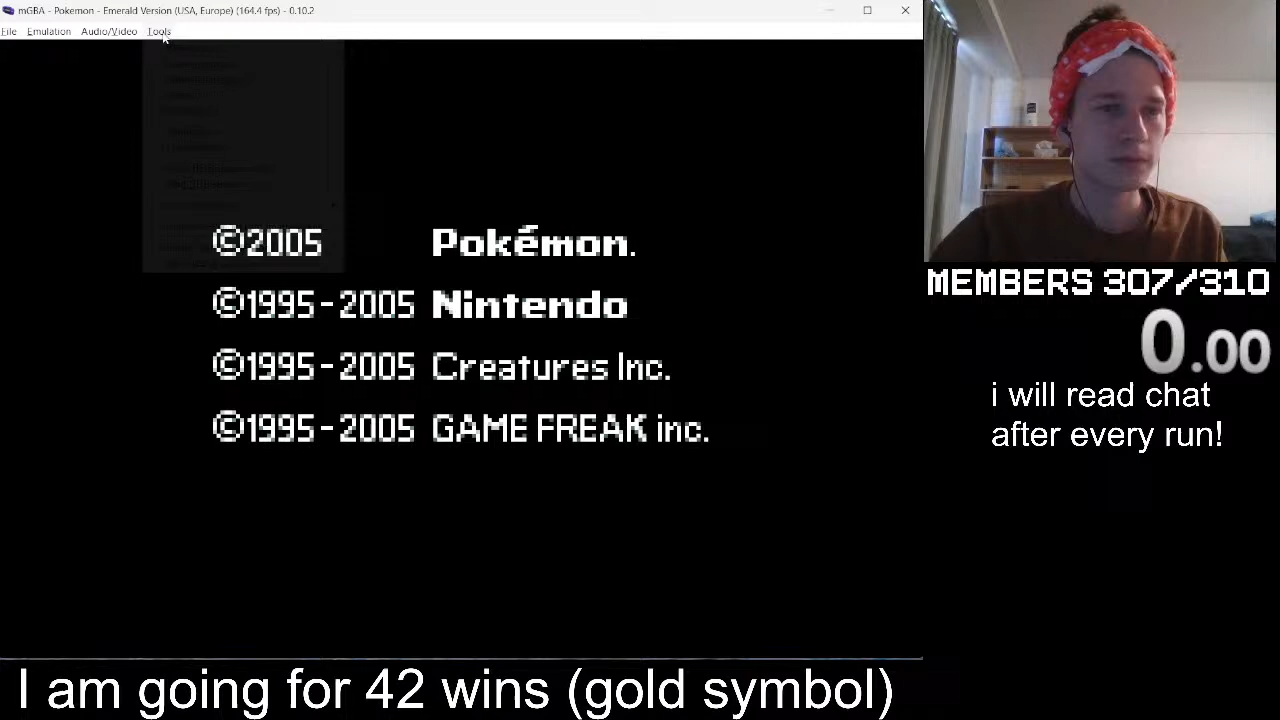 mGBA - Pokemon - Emerald Version (USA, Europe) (164.4 fps) - 0.10.2
File Emulation Audio/Video Tools
©2005 Pokémon.
©1995-2005 Nintendo
©1995-2005 Creatures Inc.
©1995-2005 GAME FREAK inc.
MEMBERS 307/310
0.00
i will read chat
after every run!
I am going for 42 wins (gold symbol)